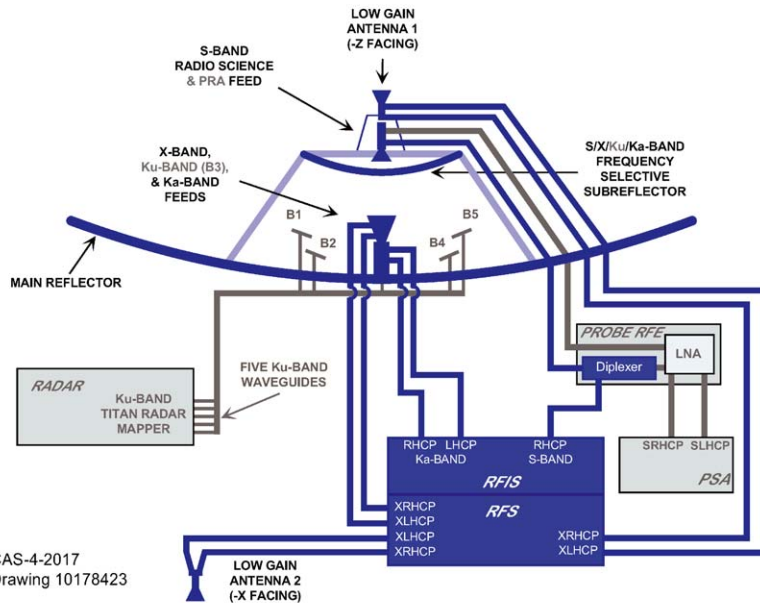 LOW GAIN
ANTENNA 1
(-Z FACING)
S-BAND
RADIO SCIENCE
& PRA FEED
X-BAND,
Ku-BAND (B3),
& Ka-BAND
FEEDS
S/X/Ku/Ka-BAND
FREQUENCY
SELECTIVE
SUBREFLECTOR
B1
B2
B4
B5
MAIN REFLECTOR
PROBE RFE
LNA
Diplexer
RADAR
Ku-BAND
TITAN RADAR
MAPPER
FIVE Ku-BAND
WAVEGUIDES
SRHCP SLHCP
PSA
RHCP LHCP
Ka-BAND
RHCP
S-BAND
RFIS
RFS
XRHCP
XLHCP
XLHCP
XRHCP
XRHCP
XLHCP
LOW GAIN
ANTENNA 2
(-X FACING)
AS-4-2017
rawing 10178423